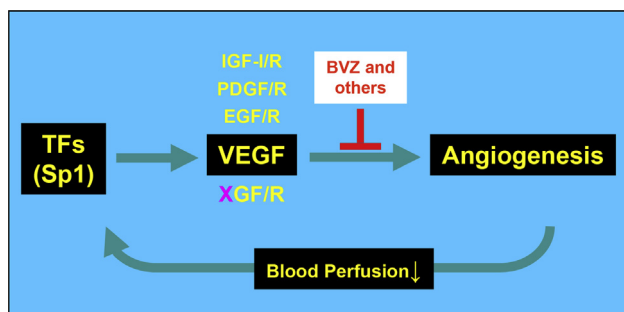 IGF-I/R
PDGF/R
EGF/R
BVZ and
others
TFs
(Sp1)
VEGF
Angiogenesis
XGF/R
Blood Perfusion↓